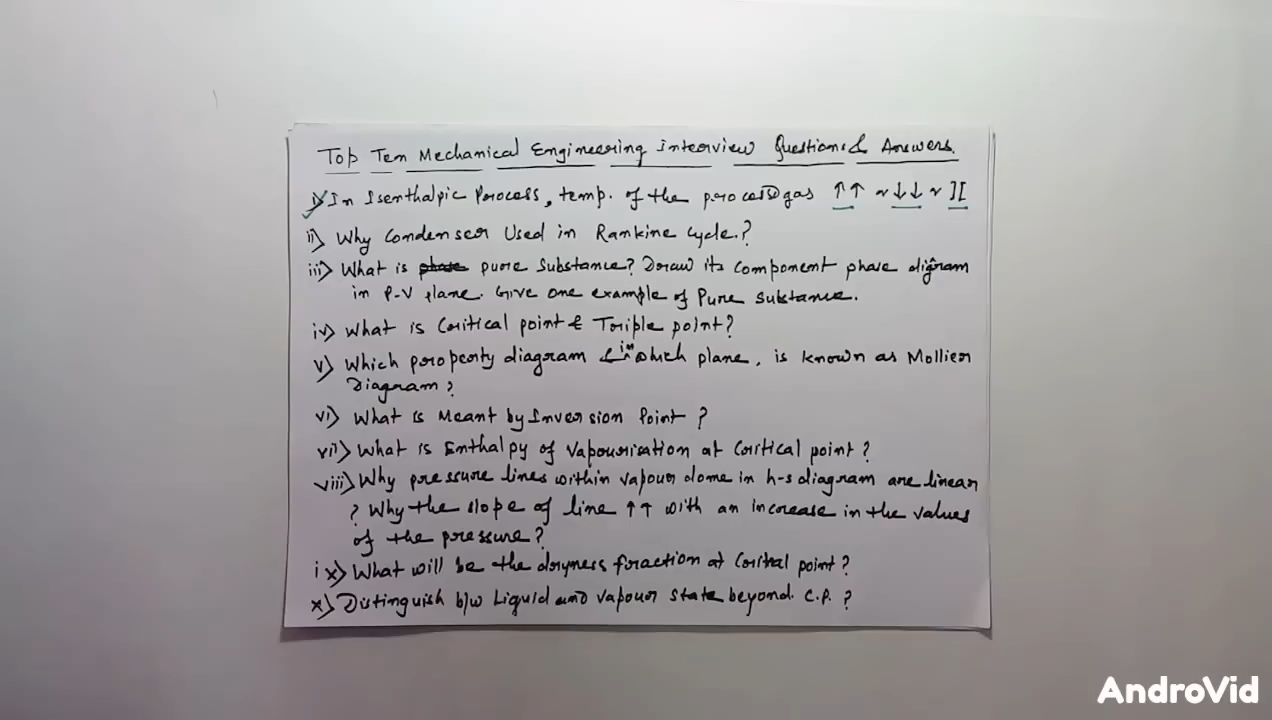 Top Ten Mechanical Engineering Interview Questions & Answers.
i) In Isenthalpic Process, temp. of the process gas ↑↑ ~ ↓↓ ~ ][
ii) Why Condenser Used in Rankine Cycle.?
iii) What is pure Substance? Draw its component phase digram
in P-V plane. Give one example of Pure Substance.
iv) What is Critical point & Triple point?
v) Which property diagram & in which plane, is known as Mollier
Diagram?
vi) What is Meant by Inversion Point ?
vii) What is Enthalpy of Vapourisation at Critical point ?
viii) Why pressure lines within vapour dome in h-s diagram are linear
? Why the slope of line ↑↑ with an increase in the values
of the pressure?
ix) What will be the dryness fraction at Critical point ?
x) Distinguish b/w Liquid and vapour state beyond. C.P. ?
AndroVid